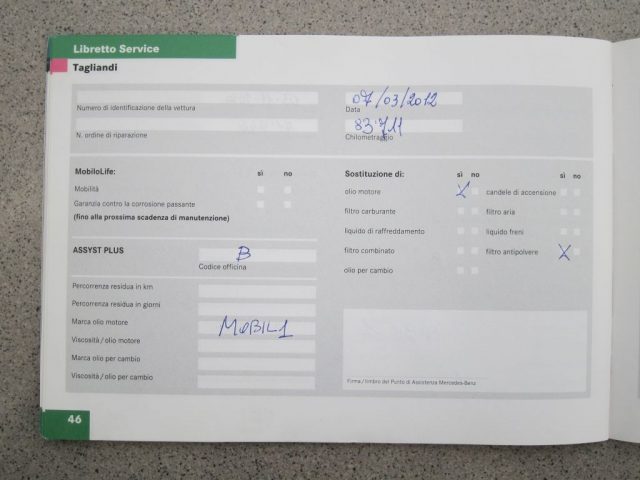 Libretto Service
Tagliandi
Numero di identificazione della vettura
07/03/2012
Data
N. ordine di riparazione
83.711
Chilometraggio
MobiloLife:
sì no
Mobilità
Garanzia contro la corrosione passante
(fino alla prossima scadenza di manutenzione)
ASSYST PLUS
B
Codice officina
Percorrenza residua in km
Percorrenza residua in giorni
Marca olio motore MOBIL 1
Viscosità / olio motore
Marca olio per cambio
Viscosità / olio per cambio
Sostituzione di:
sì no
sì no
olio motore X
candele di accensione
filtro carburante
filtro aria
liquido di raffreddamento
liquido freni
filtro combinato
filtro antipolvere X
olio per cambio
Firma / timbro del Punto di Assistenza Mercedes-Benz
46